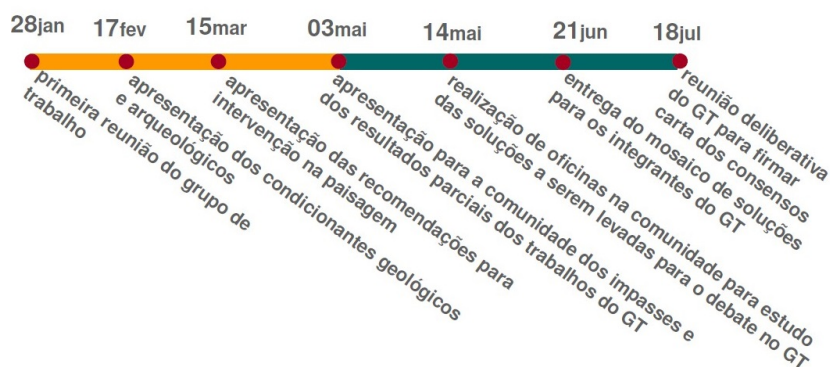 28jan
17fev
15mar
03mai
14mai
21jun
18jul
primeira reunião do grupo de
trabalho
apresentação dos condicionantes geológicos
e arqueológicos
apresentação das recomendações para
intervenção na paisagem
apresentação para a comunidade dos impasses e
dos resultados parciais dos trabalhos do GT
realização de oficinas na comunidade para estudo
das soluções a serem levadas para o debate no GT
entrega do mosaico de soluções
para os integrantes do GT
reunião deliberativa
do GT para firmar
carta dos consensos